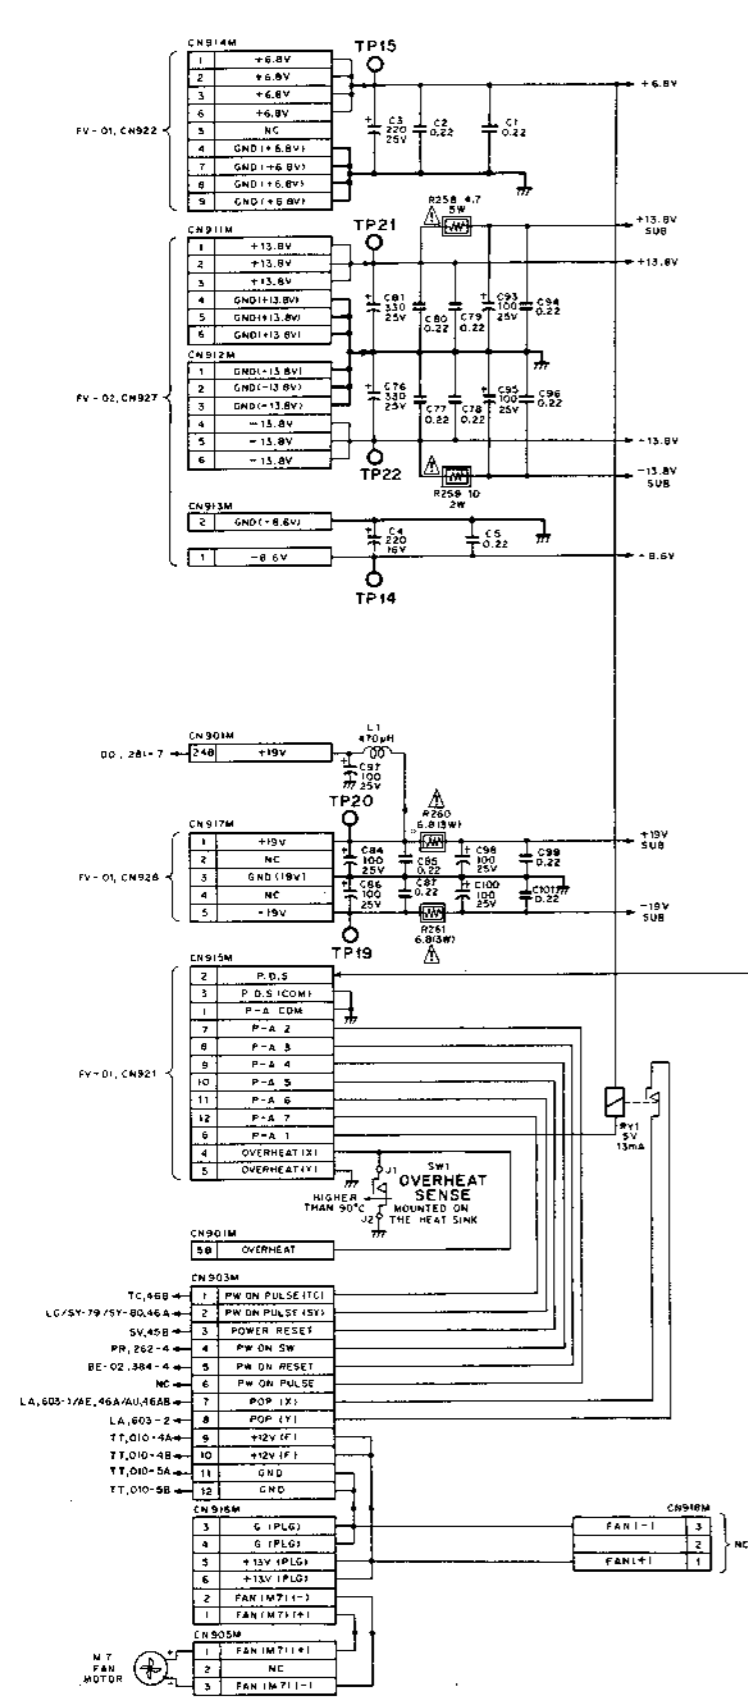 CN914M
TP15
1 +6.8V
2 +6.8V
3 +6.8V
6 +6.8V
5 NC
4 GND(+6.8V)
7 GND(+6.8V)
8 GND(+6.8V)
9 GND(+6.8V)
FV-01, CN922
+ C3 220 25V
C2 0.22
C1 0.22
+6.8V
R258 4.7 5W
+13.8V SUB
CN911M
TP21
1 +13.8V
2 +13.8V
3 +13.8V
4 GND(+13.8V)
5 GND(+13.8V)
6 GND(+13.8V)
+13.8V
+ C81 330 25V
C80 0.22
C79 0.22
+ C93 100 25V
C94 0.22
CN912M
1 GND(-13.8V)
2 GND(-13.8V)
3 GND(-13.8V)
4 -13.8V
5 -13.8V
6 -13.8V
FV-02, CN927
+ C76 330 25V
C77 0.22
C78 0.22
+ C95 100 25V
C96 0.22
-13.8V
TP22
R259 10 2W
-13.8V SUB
CN913M
2 GND(-8.6V)
1 -8.6V
+ C4 220 16V
C5 0.22
-8.6V
TP14
CN901M
DO, 281-7
24B +19V
L1 470µH
+ C97 100 25V
TP20
R260 6.8(3W)
CN917M
1 +19V
2 NC
3 GND(19V)
4 NC
5 -19V
FV-01, CN928
+ C84 100 25V
C85 0.22
+ C98 100 25V
C99 0.22
+19V SUB
+ C86 100 25V
C87 0.22
+ C100 100 25V
C101 0.22
-19V SUB
TP19
R261 6.8(3W)
CN915M
2 P.D.S
3 P.D.S (COM)
1 P-A COM
7 P-A 2
8 P-A 3
9 P-A 4
10 P-A 5
11 P-A 6
12 P-A 7
6 P-A 1
4 OVERHEAT(X)
5 OVERHEAT(Y)
FV-01, CN921
RY1 5V 13mA
J1
SW1
OVERHEAT SENSE
HIGHER THAN 90°C
MOUNTED ON THE HEAT SINK
J2
CN901M
5B OVERHEAT
CN903M
TC, 46B 1 PW ON PULSE(TC)
LG/SY-79/SY-80,46A 2 PW ON PULSE(SY)
SV,45B 3 POWER RESET
PR, 262-4 4 PW ON SW
BE-02, 384-4 5 PW ON RESET
NC 6 PW ON PULSE
LA,603-1/AE,46A/AU,46AB 7 POP (X)
LA,603-2 8 POP (Y)
TT,010-4A 9 +12V (F)
TT,010-4B 10 +12V (F)
TT,010-5A 11 GND
TT,010-5B 12 GND
CN916M
3 G (PLG)
4 G (PLG)
5 +13V (PLG)
6 +13V (PLG)
2 FAN (M7)(-)
1 FAN (M7)(+)
CN918M
FAN(-) 3
2
FAN(+) 1
NC
CN905M
1 FAN (M7)(+)
2 NC
3 FAN (M7)(-)
M7 FAN MOTOR